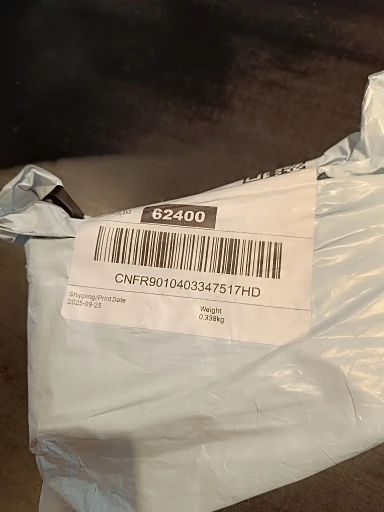 62400
CNFR9010403347517HD
Shipping/Print Date
2025-09-25
Weight
0.338kg